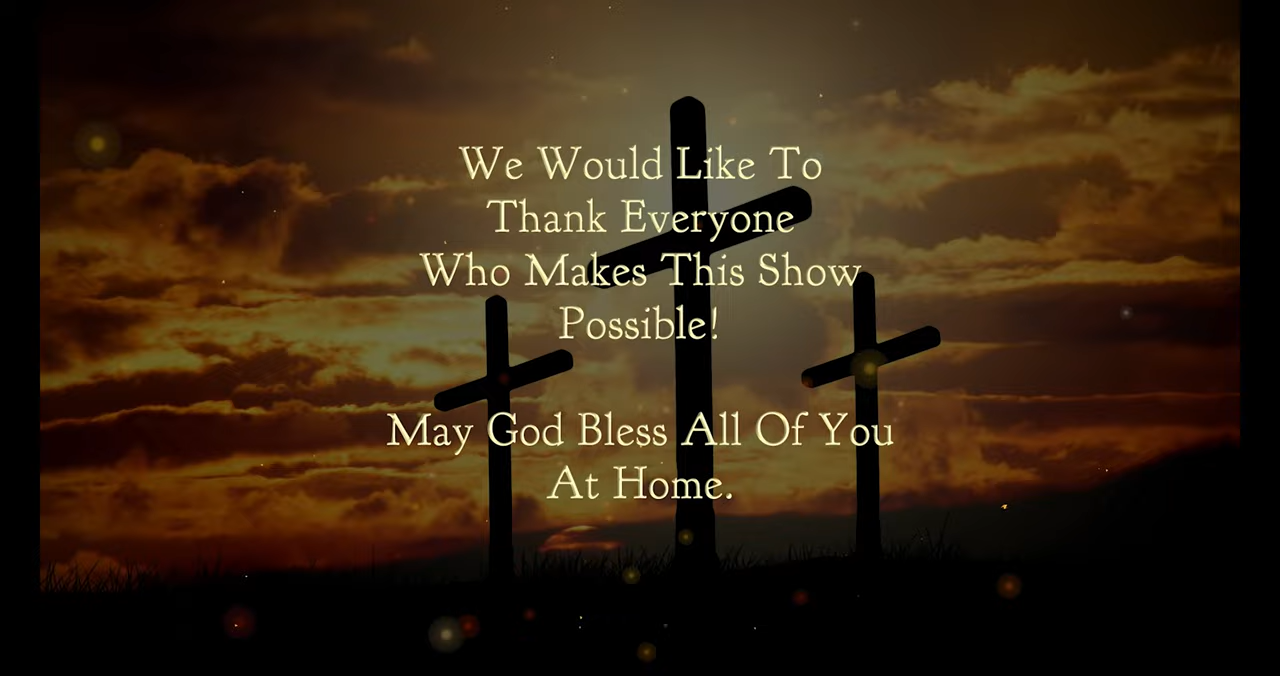 We Would Like To
Thank Everyone
Who Makes This Show
Possible!
May God Bless All Of You
At Home.